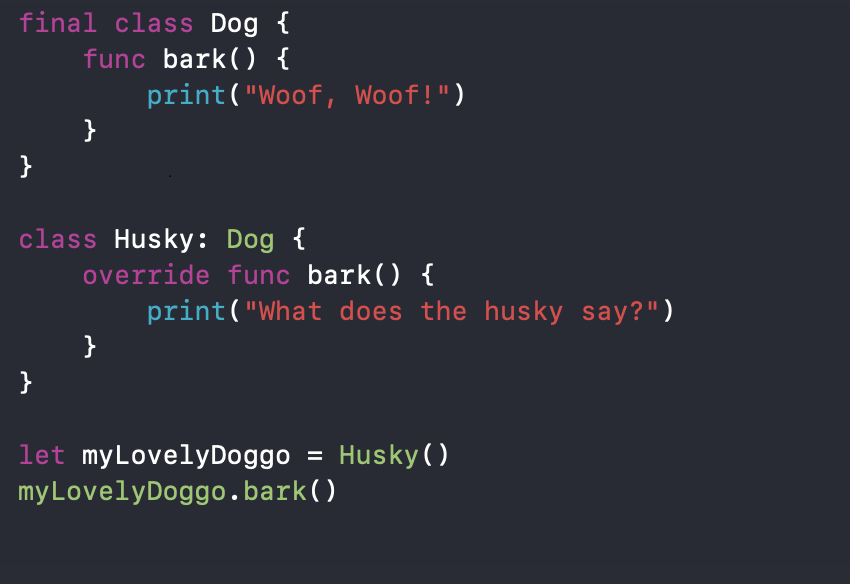 final class Dog {
    func bark() {
        print("Woof, Woof!")
    }
}

class Husky: Dog {
    override func bark() {
        print("What does the husky say?")
    }
}

let myLovelyDoggo = Husky()
myLovelyDoggo.bark()